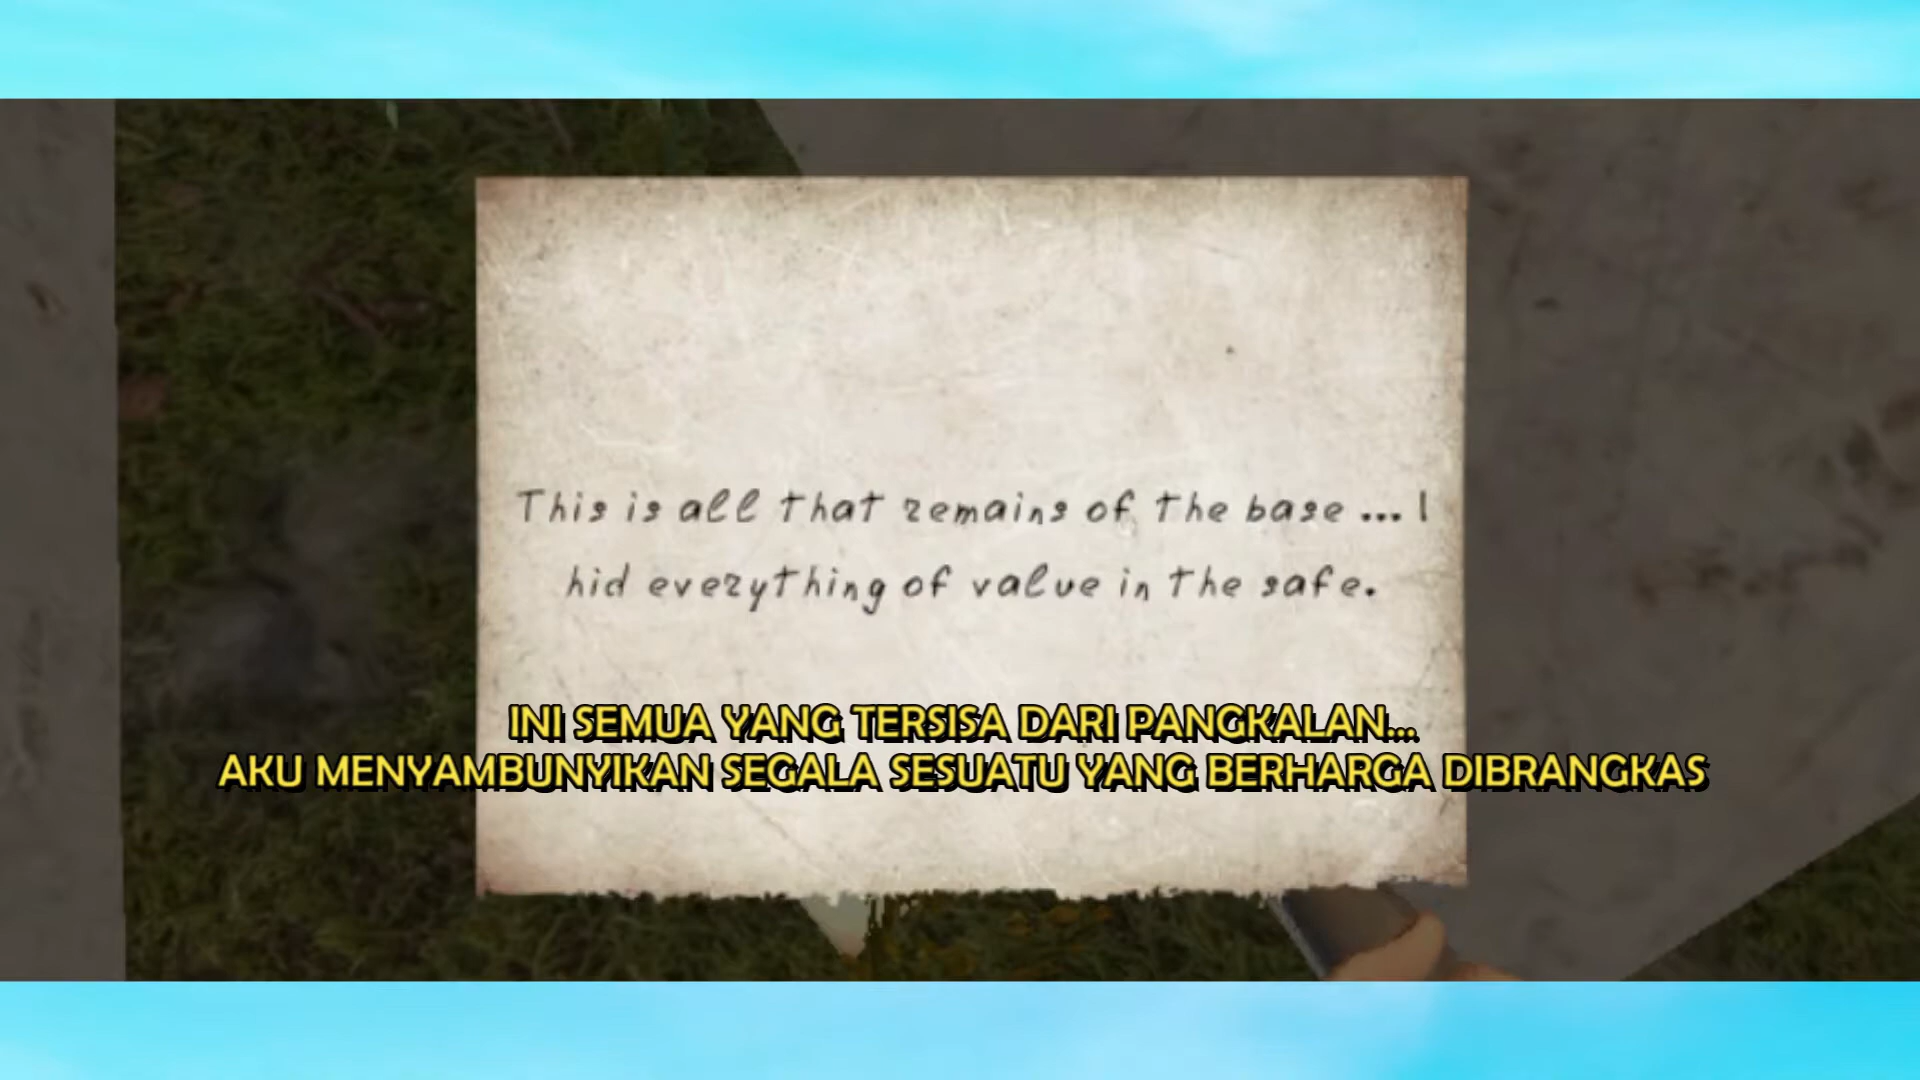 This is all that remains of the base ... I
hid everything of value in the safe.
INI SEMUA YANG TERSISA DARI PANGKALAN...
AKU MENYAMBUNYIKAN SEGALA SESUATU YANG BERHARGA DIBRANGKAS